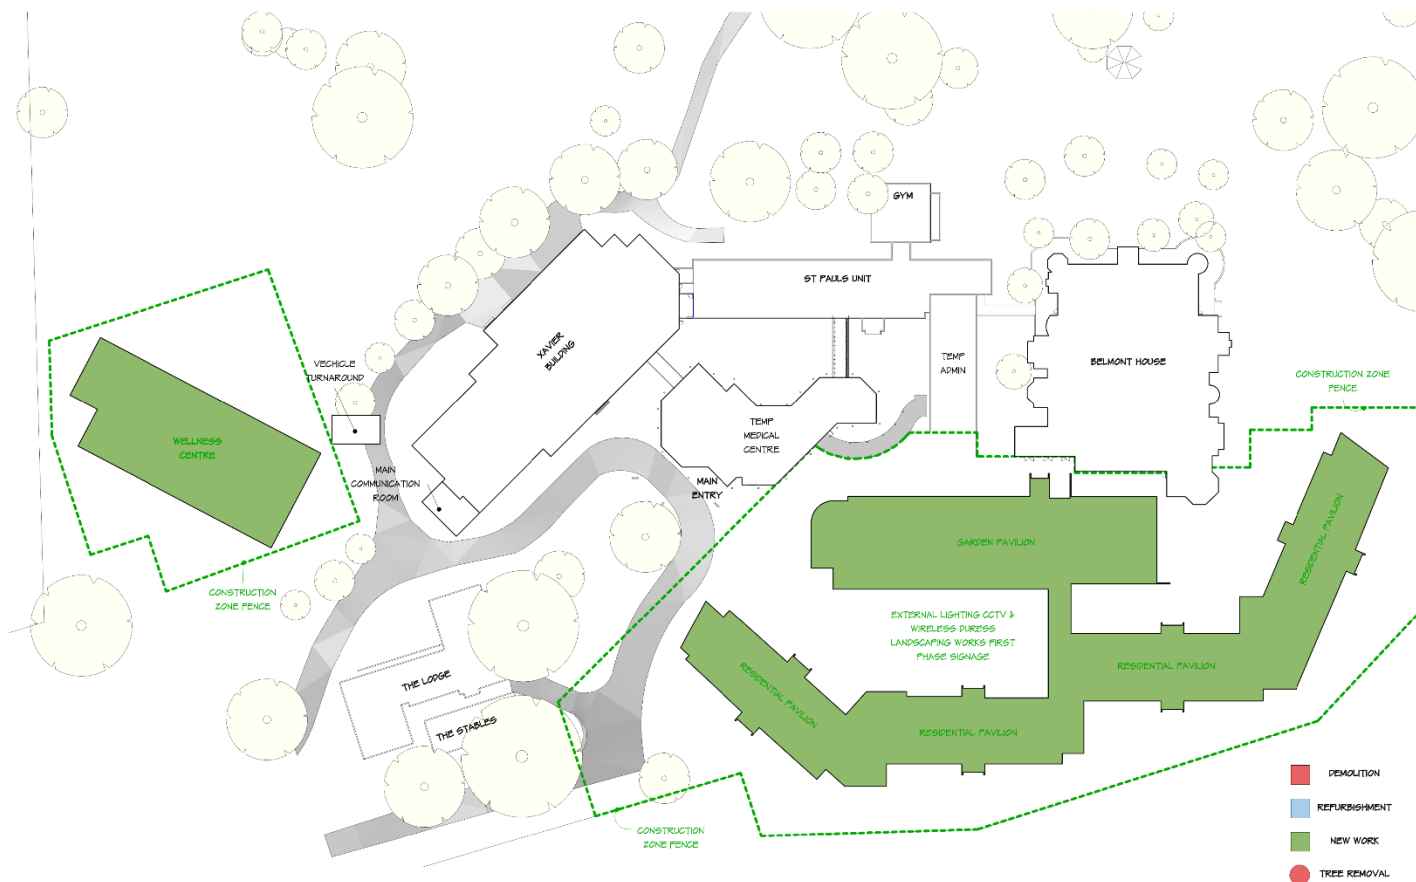 GYM
ST PAULS UNIT
XAVIER
BUILDING
VECHICLE
TURNAROUND
TEMP
ADMIN
BELMONT HOUSE
CONSTRUCTION ZONE
FENCE
WELLNESS
CENTRE
TEMP
MEDICAL
CENTRE
MAIN
COMMUNICATION
ROOM
MAIN
ENTRY
GARDEN PAVILION
RESIDENTIAL PAVILION
CONSTRUCTION
ZONE FENCE
EXTERNAL LIGHTING CCTV &
WIRELESS DURESS
LANDSCAPING WORKS FIRST
PHASE SIGNAGE
RESIDENTIAL PAVILION
THE LODGE
RESIDENTIAL PAVILION
THE STABLES
RESIDENTIAL PAVILION
CONSTRUCTION
ZONE FENCE
DEMOLITION
REFURBISHMENT
NEW WORK
TREE REMOVAL